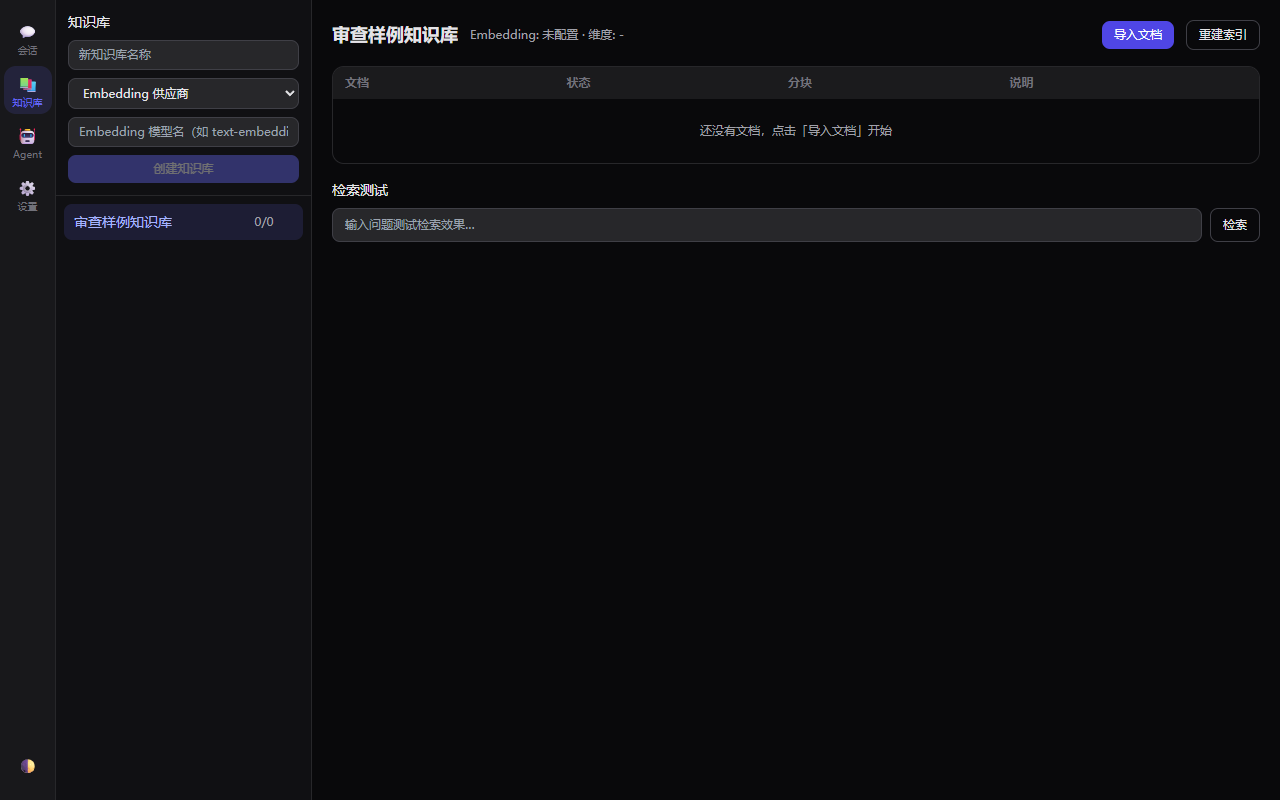 会话
知识库
Agent
设置
知识库
新知识库名称
Embedding 供应商
Embedding 模型名（如 text-embeddi
创建知识库
审查样例知识库 0/0
审查样例知识库 Embedding: 未配置 · 维度: - 导入文档 重建索引
文档 状态 分块 说明
还没有文档，点击「导入文档」开始
检索测试
输入问题测试检索效果... 检索